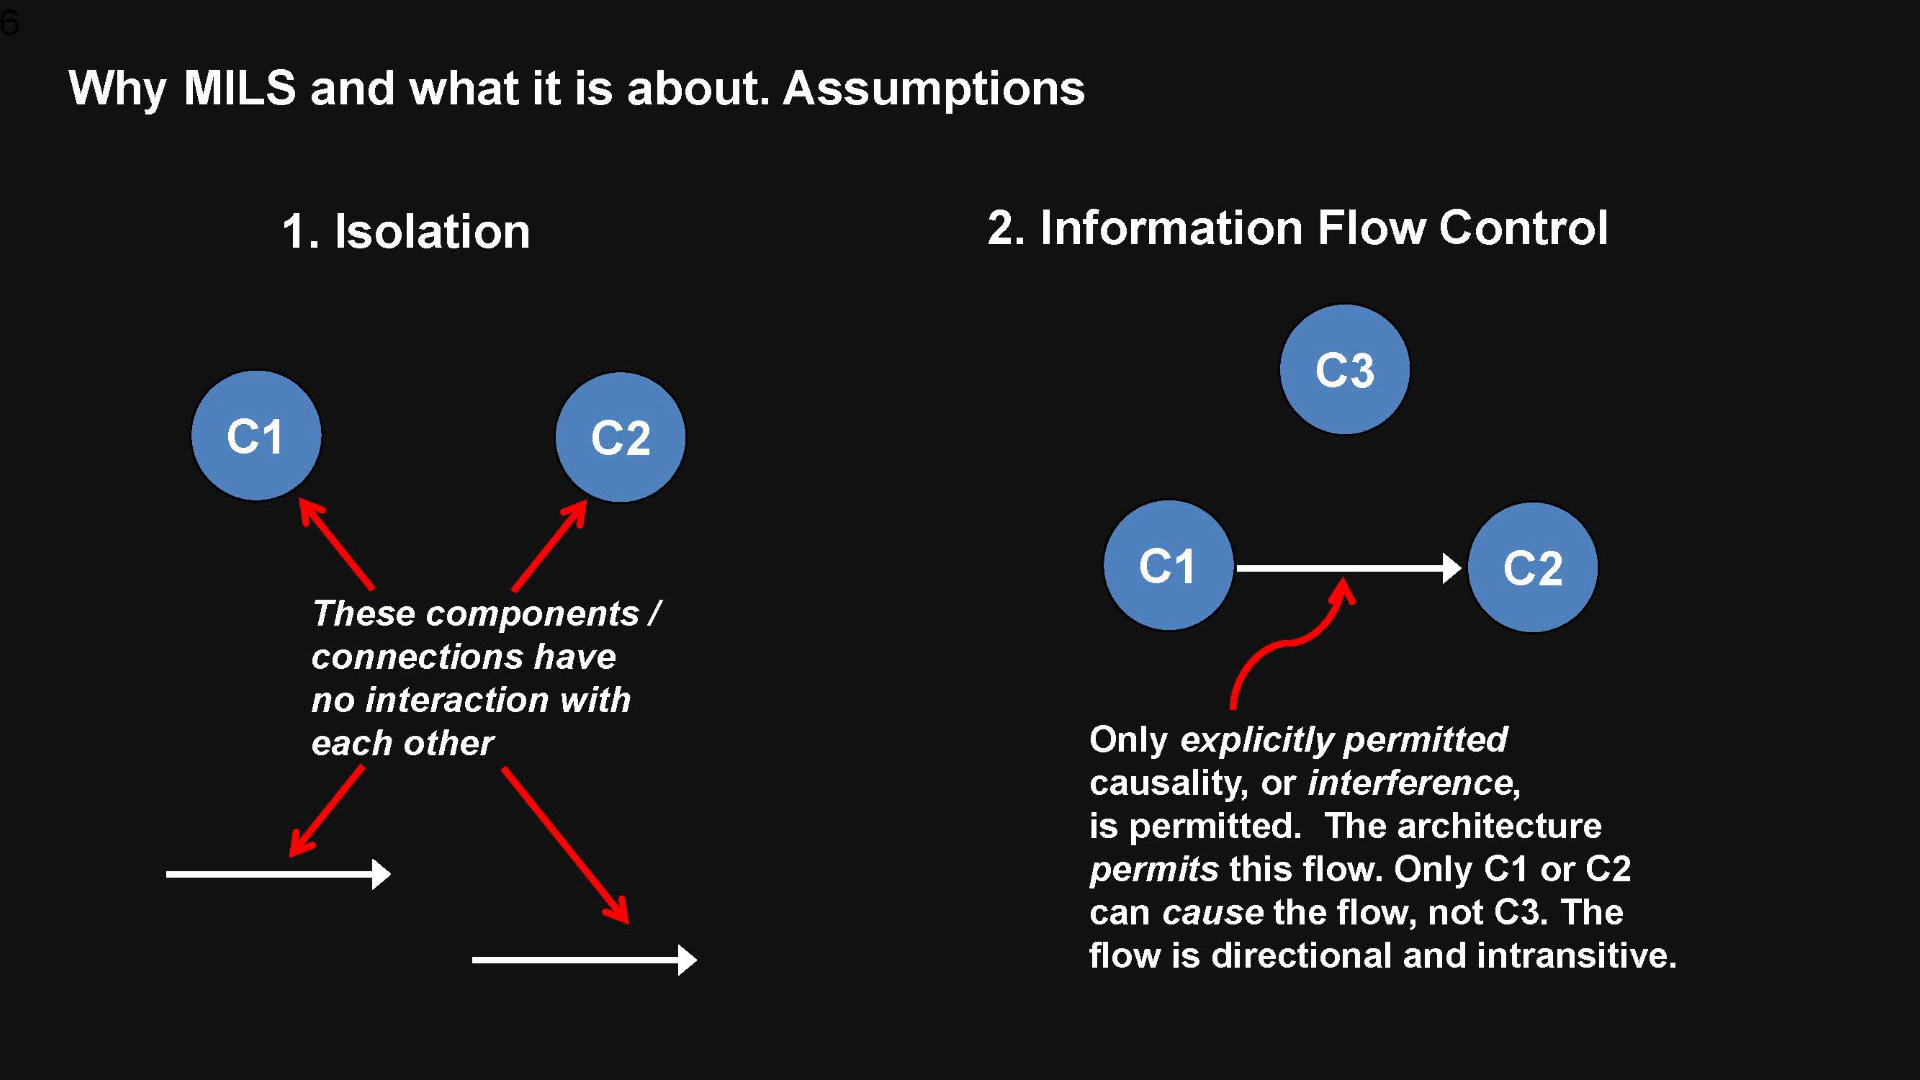 6
Why MILS and what it is about. Assumptions
1. Isolation
C1
C2
These components /
connections have
no interaction with
each other
2. Information Flow Control
C3
C1
C2
Only explicitly permitted
causality, or interference,
is permitted.  The architecture
permits this flow. Only C1 or C2
can cause the flow, not C3. The
flow is directional and intransitive.